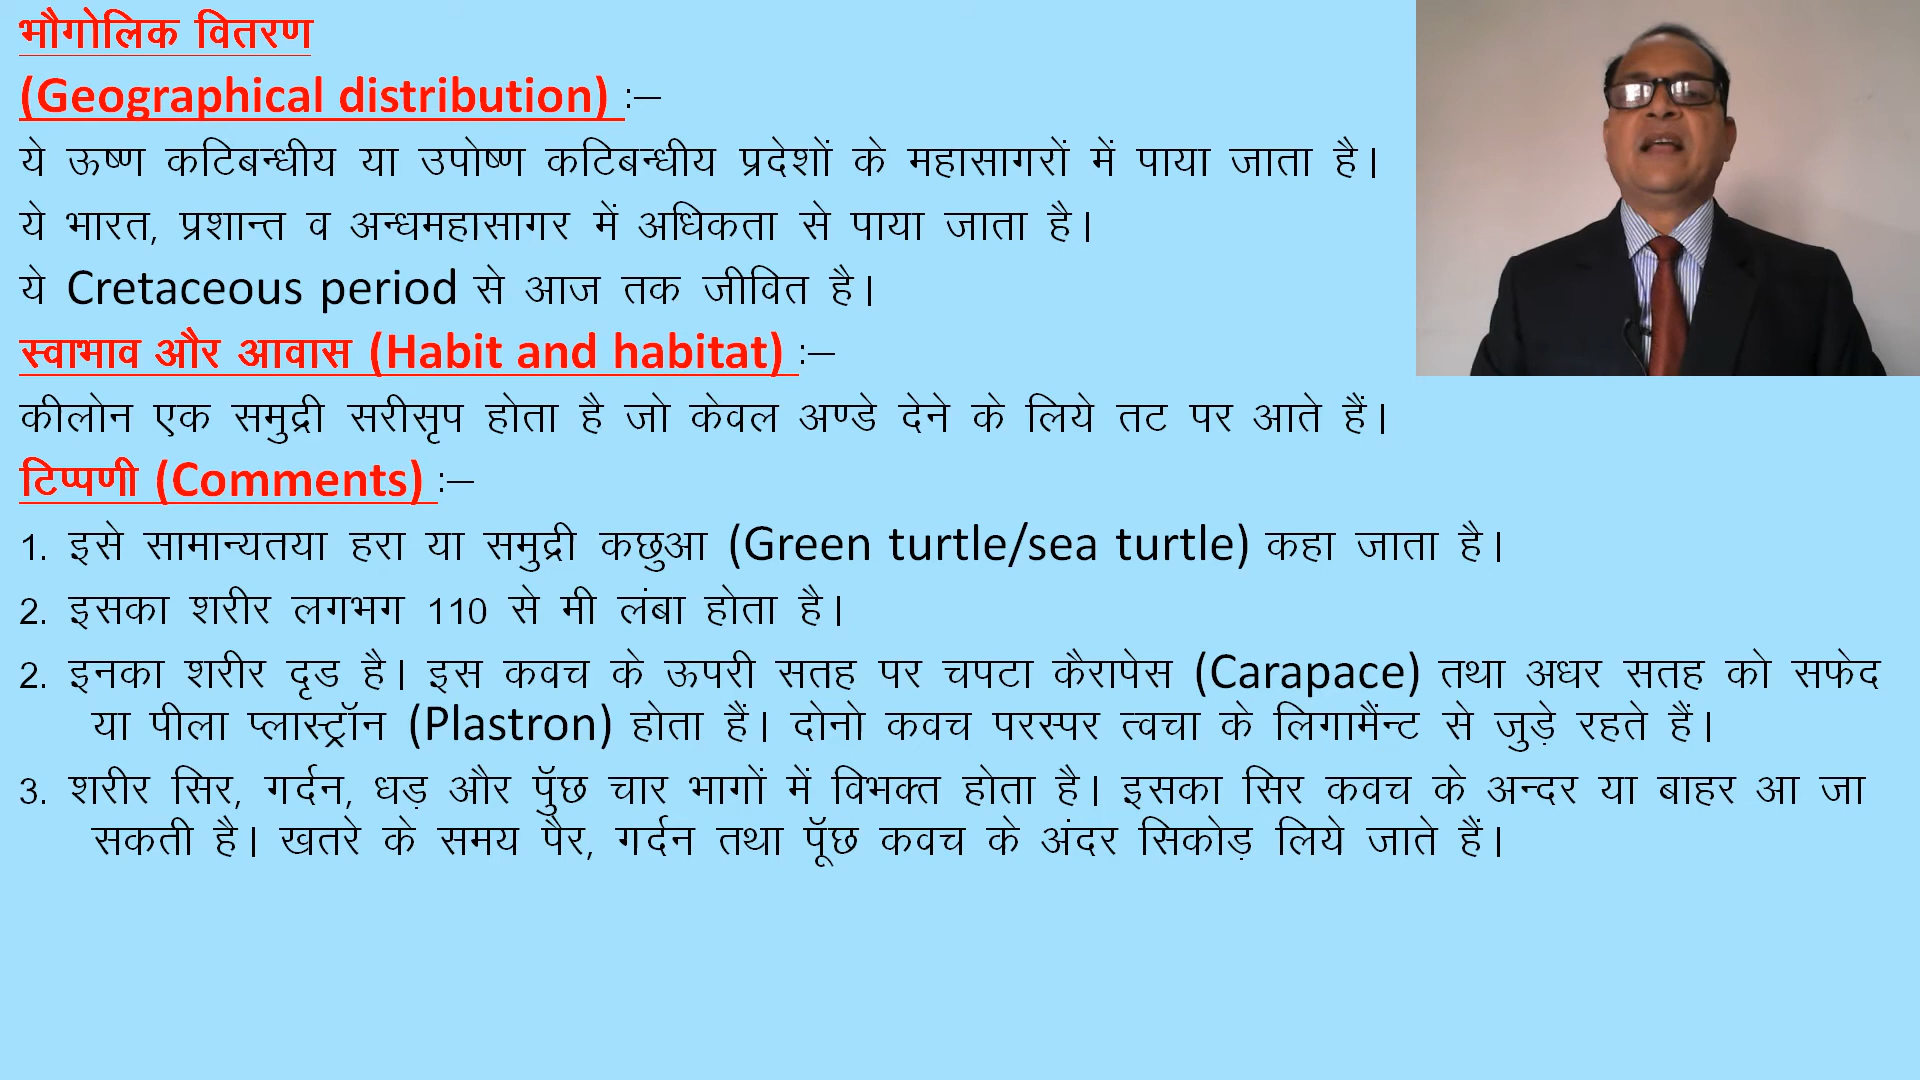 भौगोलिक वितरण
(Geographical distribution) :–
ये ऊष्ण कटिबन्धीय या उपोष्ण कटिबन्धीय प्रदेशों के महासागरों में पाया जाता है।
ये भारत, प्रशान्त व अन्धमहासागर में अधिकता से पाया जाता है।
ये Cretaceous period से आज तक जीवित है।
स्वाभाव और आवास (Habit and habitat) :–
कीलोन एक समुद्री सरीसृप होता है जो केवल अण्डे देने के लिये तट पर आते हैं।
टिप्पणी (Comments) :–
1. इसे सामान्यतया हरा या समुद्री कछुआ (Green turtle/sea turtle) कहा जाता है।
2. इसका शरीर लगभग 110 से मी लंबा होता है।
2. इनका शरीर दृड है। इस कवच के ऊपरी सतह पर चपटा कैरापेस (Carapace) तथा अधर सतह को सफेद
या पीला प्लास्ट्रॉन (Plastron) होता हैं। दोनो कवच परस्पर त्वचा के लिगामैंन्ट से जुड़े रहते हैं।
3. शरीर सिर, गर्दन, धड़ और पुॅछ चार भागों में विभक्त होता है। इसका सिर कवच के अन्दर या बाहर आ जा
सकती है। खतरे के समय पैर, गर्दन तथा पूॅछ कवच के अंदर सिकोड़ लिये जाते हैं।